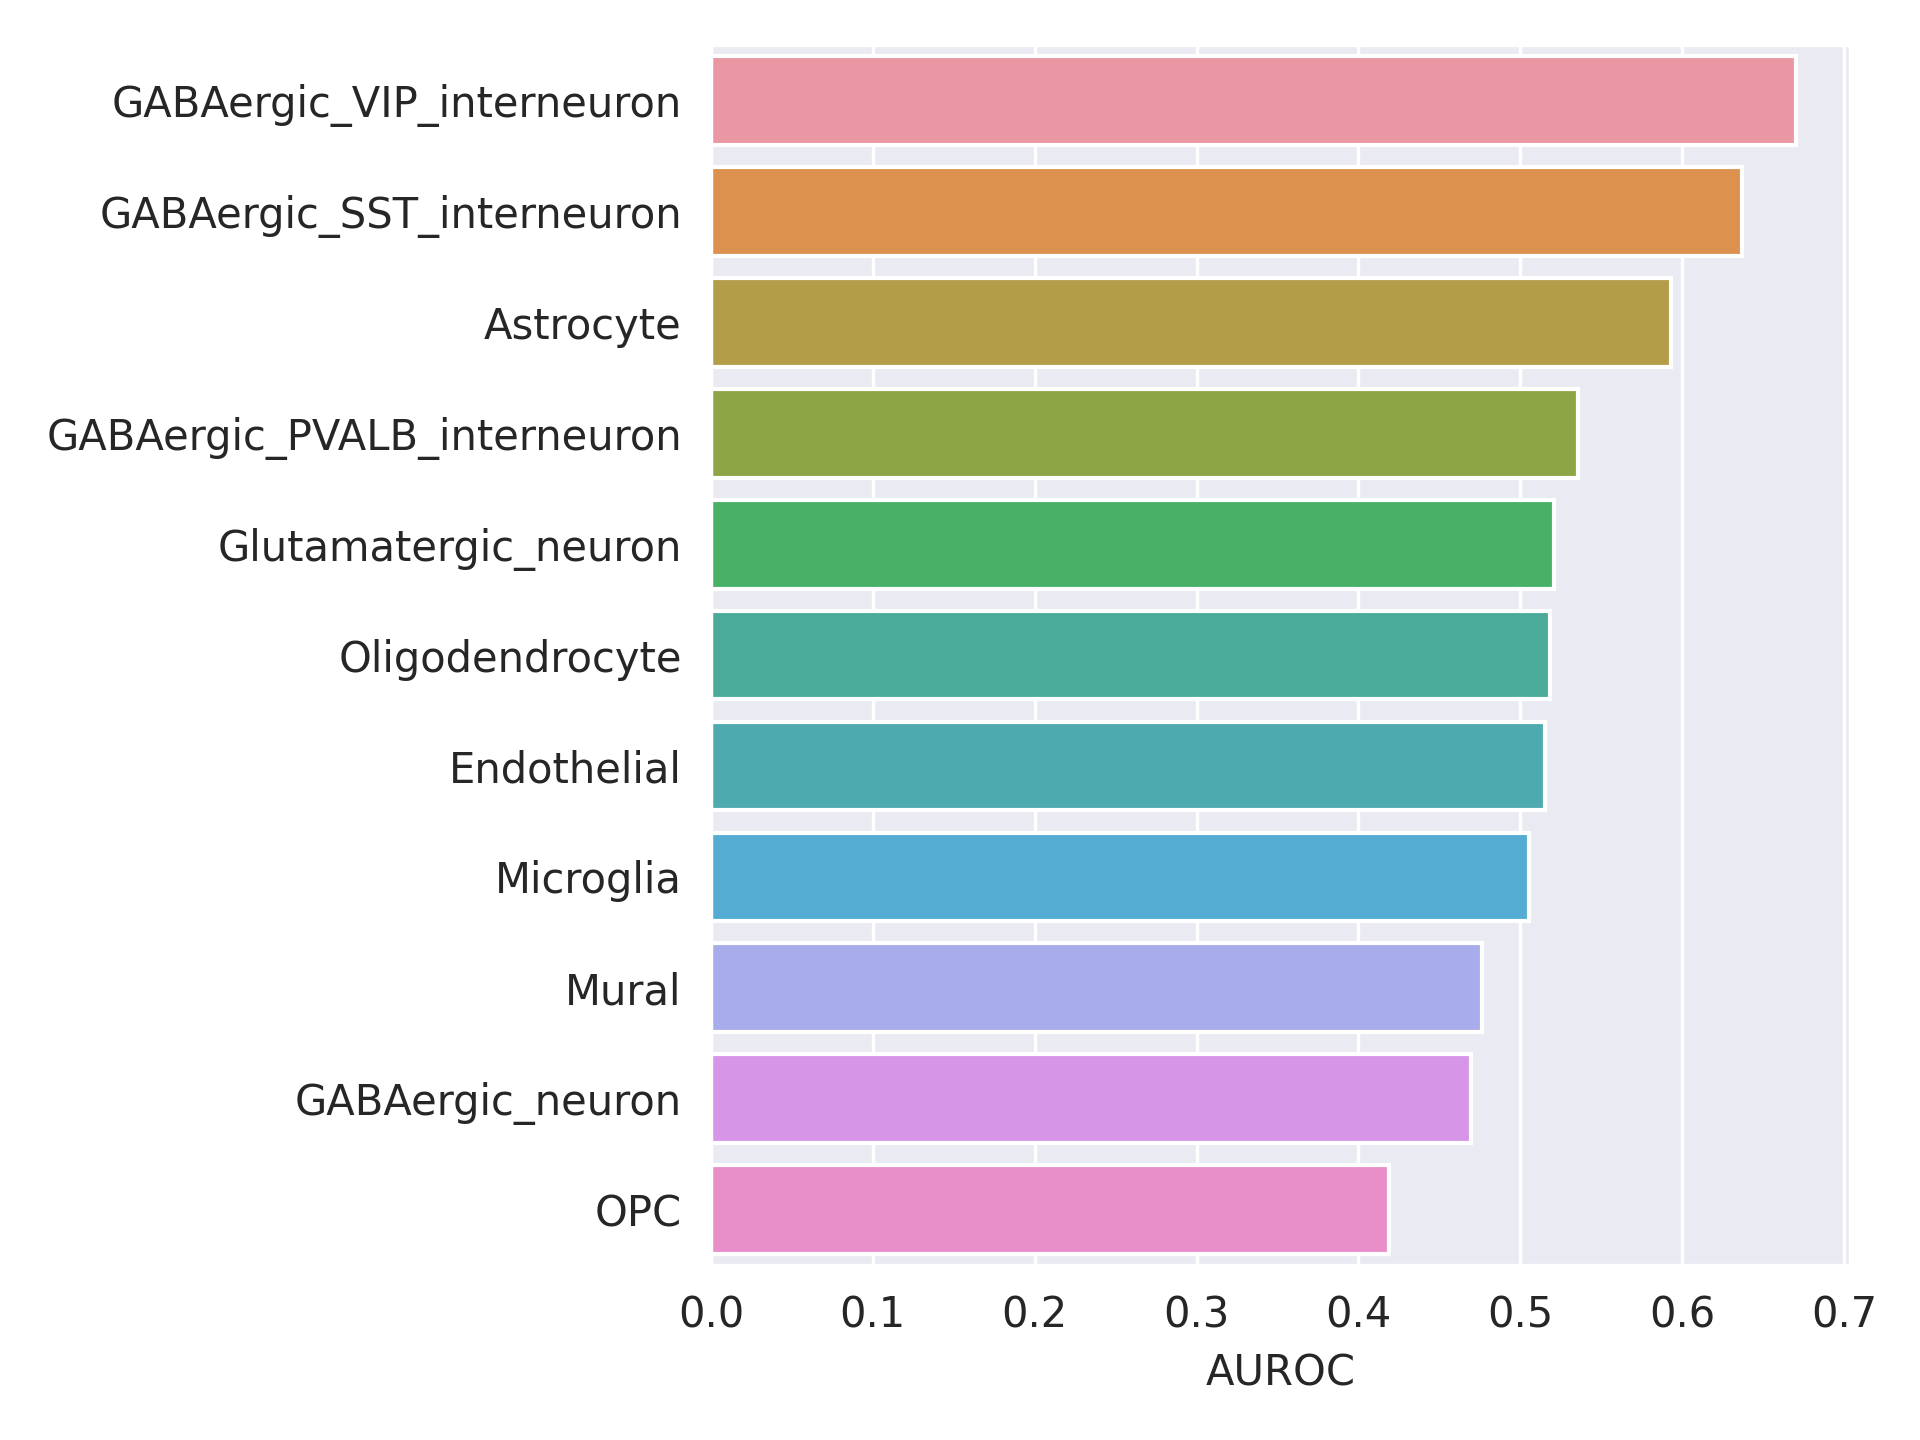 GABAergic_VIP_interneuron
GABAergic_SST_interneuron
Astrocyte
GABAergic_PVALB_interneuron
Glutamatergic_neuron
Oligodendrocyte
Endothelial
Microglia
Mural
GABAergic_neuron
OPC
0.0 0.1 0.2 0.3 0.4 0.5 0.6 0.7
AUROC